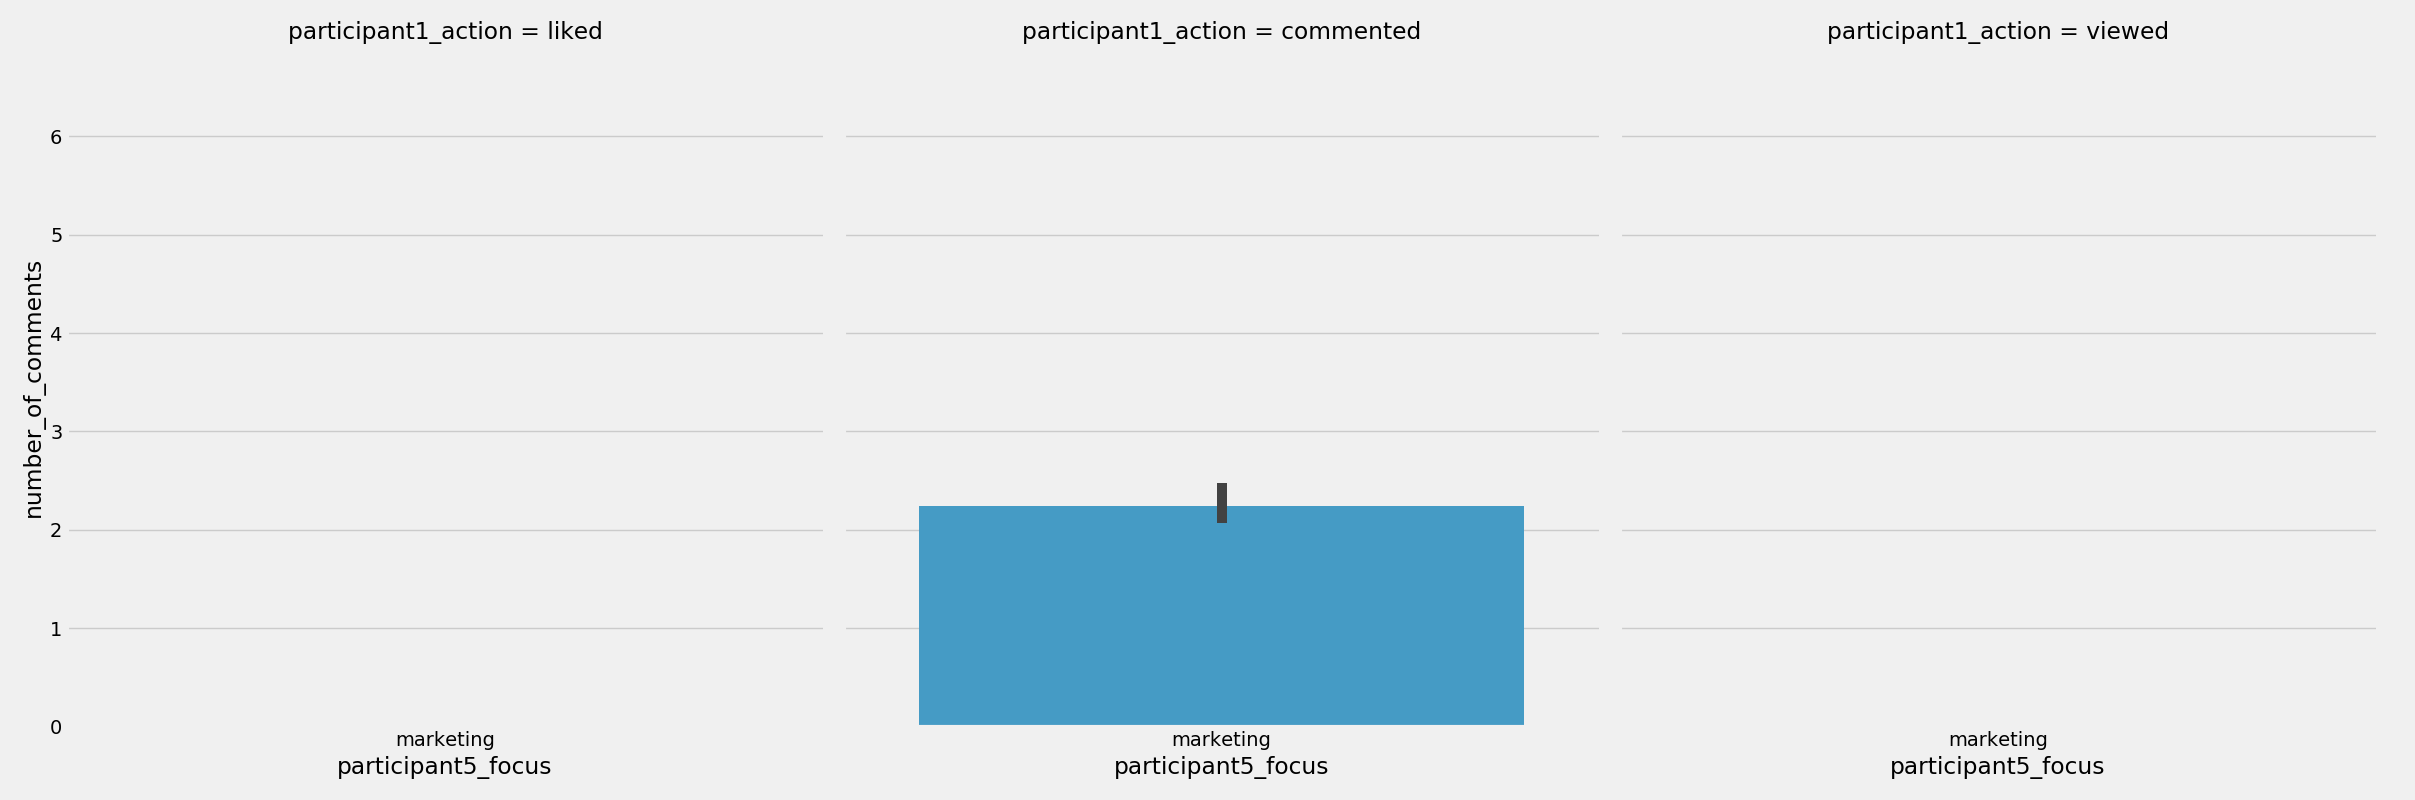 participant1_action = liked
participant1_action = commented
participant1_action = viewed
number_of_comments
6
5
4
3
2
1
0
marketing
marketing
marketing
participant5_focus
participant5_focus
participant5_focus